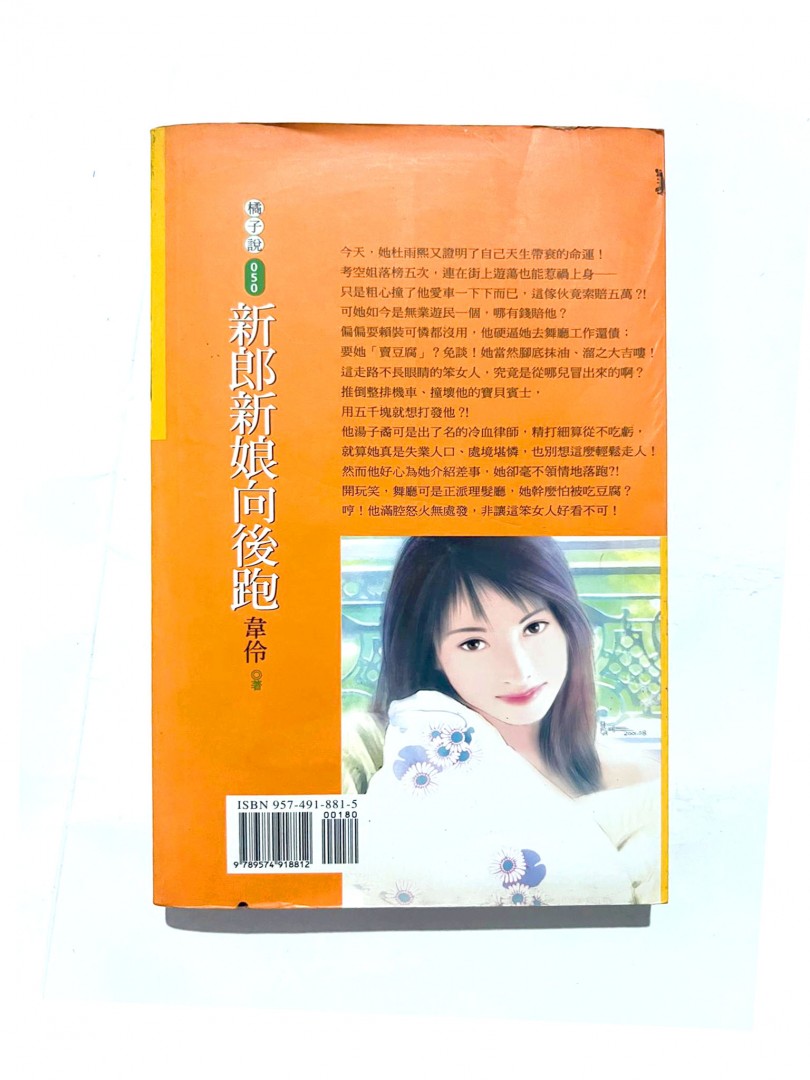 橘子說
050
新郎新娘向後跑
韋伶◎著
今天，她杜雨熙又證明了自己天生帶衰的命運！
考空姐落榜五次，連在街上遊蕩也能惹禍上身──
只是粗心撞了他愛車一下下而已，這傢伙竟索賠五萬?!
可她如今是無業遊民一個，哪有錢賠他？
偏偏耍賴裝可憐都沒用，他硬逼她去舞廳工作還債；
要她「賣豆腐」？免談！她當然腳底抹油、溜之大吉嘍！
這走路不長眼睛的笨女人，究竟是從哪兒冒出來的啊？
推倒整排機車、撞壞他的寶貝賓士，
用五千塊就想打發他?!
他湯子矞可是出了名的冷血律師，精打細算從不吃虧，
就算她真是失業人口、處境堪憐，也別想這麼輕鬆走人！
然而他好心為她介紹差事，她卻毫不領情地落跑?!
開玩笑，舞廳可是正派理髮廳，她幹麼怕被吃豆腐？
哼！他滿腔怒火無處發，非讓這笨女人好看不可！
ISBN 957-491-881-5
00180
9 789574 918812